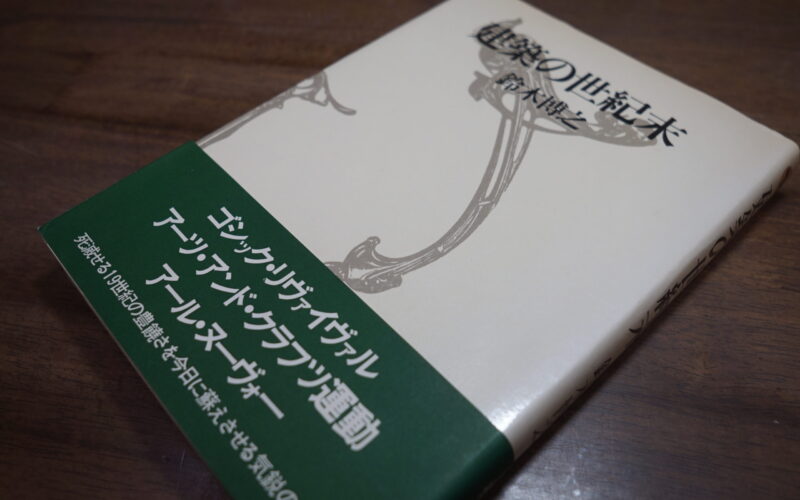 建築の世紀末
鈴木博之
ゴシック・リヴァイヴァル
アーツ・アンド・クラフツ運動
アール・ヌーヴォー
死滅せる19世紀の豊饒さを今日に蘇えさせる気鋭の